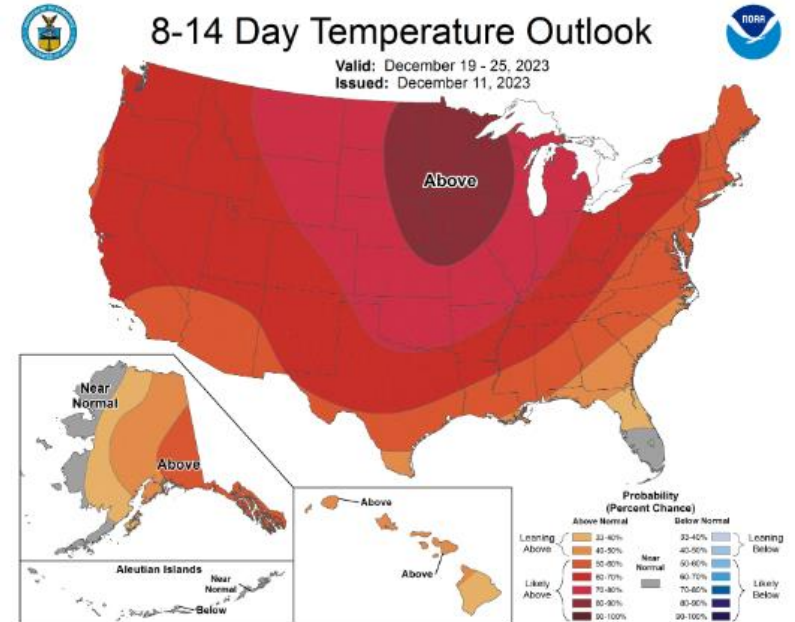 NOAA
8-14 Day Temperature Outlook
Valid: December 19 - 25, 2023
Issued: December 11, 2023
Above
Near
Normal
Above
Aleutian Islands
Near
Normal
Below
Above
Above
Probability
(Percent Chance)
Above Normal
Below Normal
Leaning
Above
33-40%
40-50%
Likely
Above
50-60%
60-70%
70-80%
80-90%
90-100%
Near
Normal
33-40%
40-50%
Leaning
Below
50-60%
60-70%
70-80%
80-90%
90-100%
Likely
Below